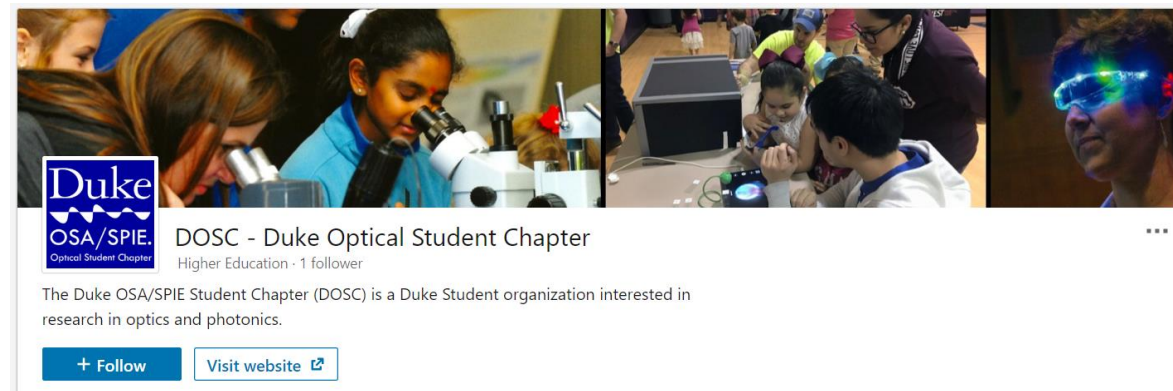 Duke
OSA/SPIE.
Optical Student Chapter
DOSC - Duke Optical Student Chapter
Higher Education · 1 follower
The Duke OSA/SPIE Student Chapter (DOSC) is a Duke Student organization interested in
research in optics and photonics.
+ Follow
Visit website